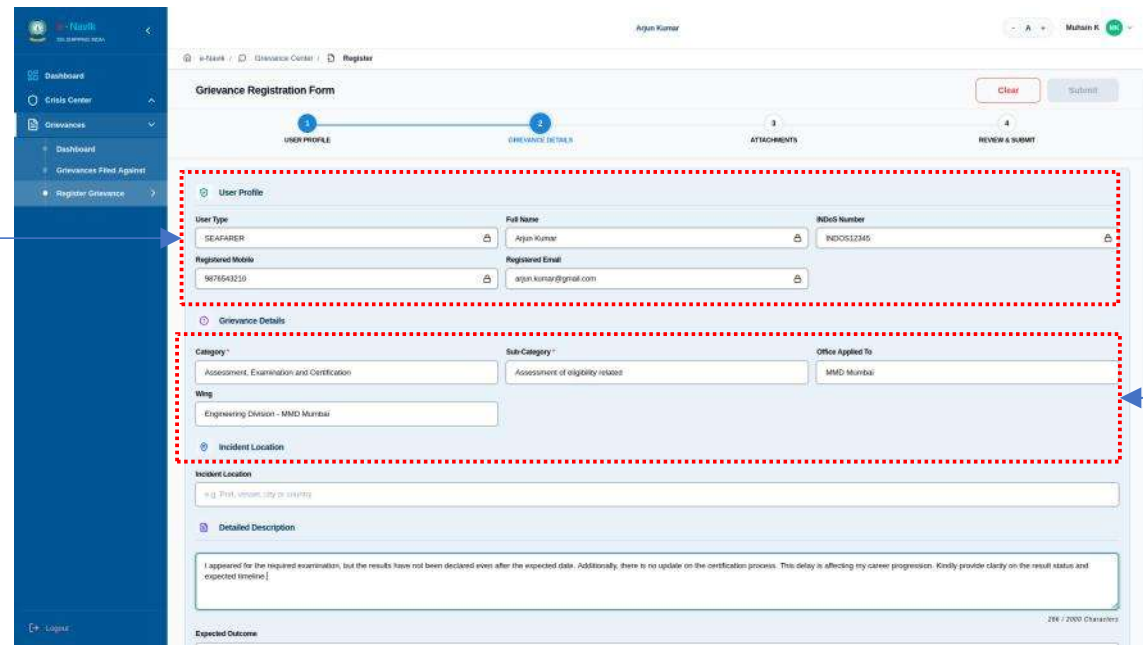 e-Navik
DG SHIPPING INDIA
Arjun Kumar
- A +
Muhsin K
MK
e-Navik / Grievance Center / Register
Dashboard
Crisis Center
Grievances
Dashboard
Grievances Filed Against
Register Grievance
Logout
Grievance Registration Form
Clear
Submit
1
2
3
4
USER PROFILE
GRIEVANCE DETAILS
ATTACHMENTS
REVIEW & SUBMIT
User Profile
User Type
Full Name
INDoS Number
SEAFARER
Arjun Kumar
INDOS12345
Registered Mobile
Registered Email
9876543210
arjun.kumar@gmail.com
Grievance Details
Category *
Sub-Category *
Office Applied To
Assessment, Examination and Certification
Assessment of eligibility related
MMD Mumbai
Wing
Engineering Division - MMD Mumbai
Incident Location
Incident Location
e.g. Port, vessel, city or country
Detailed Description
I appeared for the required examination, but the results have not been declared even after the expected date. Additionally, there is no update on the certification process. This delay is affecting my career progression. Kindly provide clarity on the result status and
expected timeline.
286 / 2000 Characters
Expected Outcome